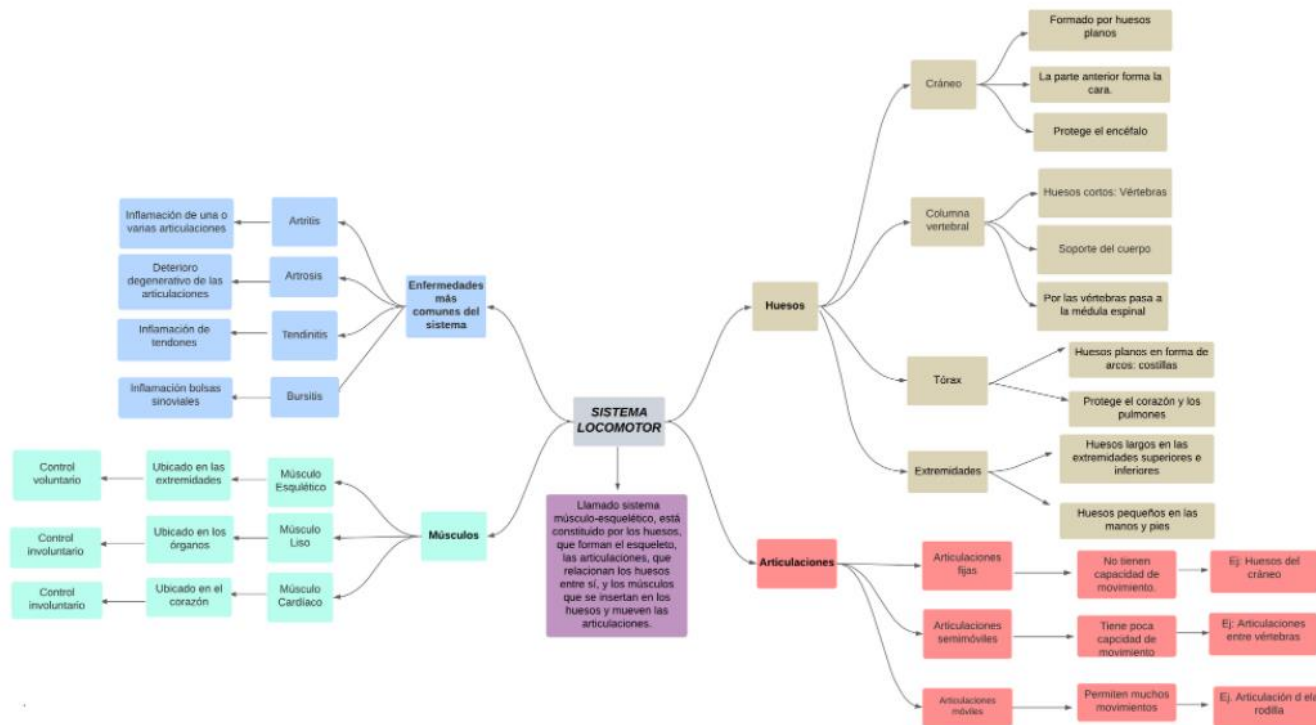 SISTEMA
LOCOMOTOR
Llamado sistema
músculo-esquelético, está
constituido por los huesos,
que forman el esqueleto,
las articulaciones, que
relacionan los huesos
entre sí, y los músculos
que se insertan en los
huesos y mueven las
articulaciones.
Enfermedades
más
comunes del
sistema
Artritis
Inflamación de una o
varias articulaciones
Artrosis
Deterioro
degenerativo de las
articulaciones
Tendinitis
Inflamación de
tendones
Bursitis
Inflamación bolsas
sinoviales
Músculos
Músculo
Esqulético
Ubicado en las
extremidades
Control
voluntario
Músculo
Liso
Ubicado en los
órganos
Control
involuntario
Músculo
Cardíaco
Ubicado en el
corazón
Control
involuntario
Huesos
Cráneo
Formado por huesos
planos
La parte anterior forma la
cara.
Protege el encéfalo
Columna
vertebral
Huesos cortos: Vértebras
Soporte del cuerpo
Por las vértebras pasa a
la médula espinal
Tórax
Huesos planos en forma de
arcos: costillas
Protege el corazón y los
pulmones
Extremidades
Huesos largos en las
extremidades superiores e
inferiores
Huesos pequeños en las
manos y pies
Articulaciones
Articulaciones
fijas
No tienen
capacidad de
movimiento.
Ej: Huesos del
cráneo
Articulaciones
semimóviles
Tiene poca
capcidad de
movimiento
Ej: Articulaciones
entre vértebras
Articulaciones
móviles
Permiten muchos
movimientos
Ej. Articulación d ela
rodilla